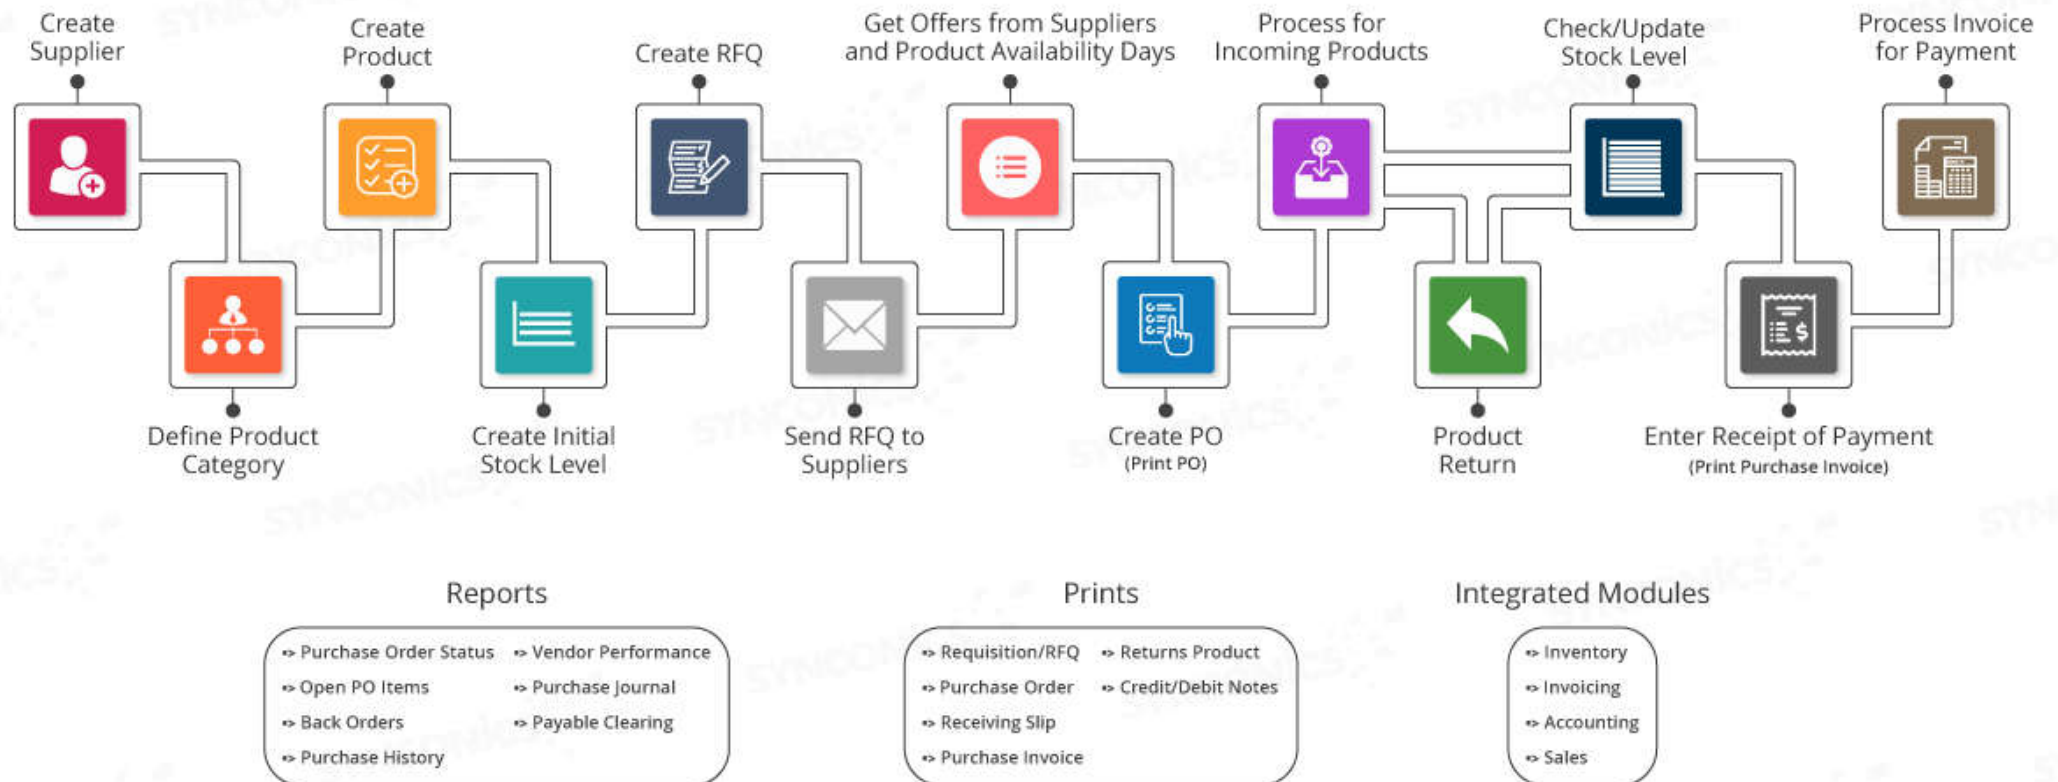 Create
Supplier
Create
Product
Create RFQ
Get Offers from Suppliers
and Product Availability Days
Process for
Incoming Products
Check/Update
Stock Level
Process Invoice
for Payment
Define Product
Category
Create Initial
Stock Level
Send RFQ to
Suppliers
Create PO
(Print PO)
Product
Return
Enter Receipt of Payment
(Print Purchase Invoice)
Reports
Purchase Order Status
Open PO Items
Back Orders
Purchase History
Vendor Performance
Purchase Journal
Payable Clearing
Prints
Requisition/RFQ
Purchase Order
Receiving Slip
Purchase Invoice
Returns Product
Credit/Debit Notes
Integrated Modules
Inventory
Invoicing
Accounting
Sales
SYNCONICS